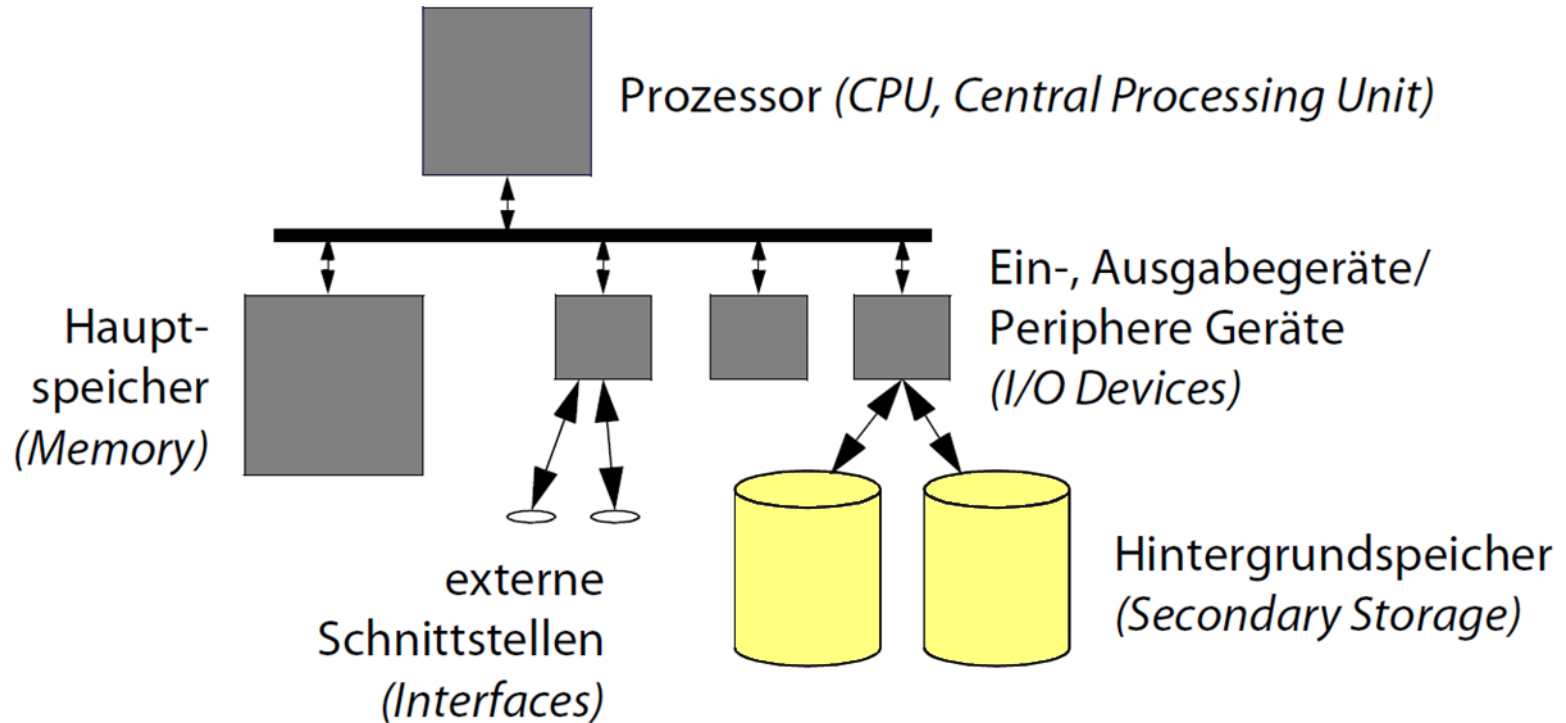 Prozessor (CPU, Central Processing Unit)
Haupt-
speicher
(Memory)
Ein-, Ausgabegeräte/
Periphere Geräte
(I/O Devices)
externe
Schnittstellen
(Interfaces)
Hintergrundspeicher
(Secondary Storage)